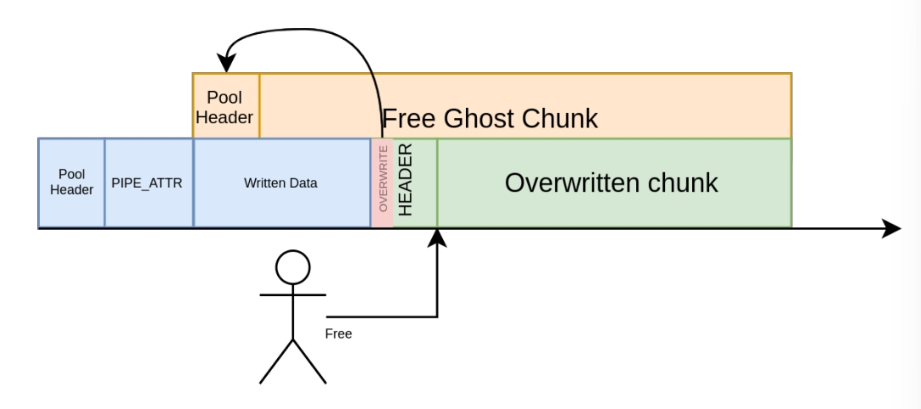 Pool
Header
Free Ghost Chunk
Pool
Header
PIPE_ATTR
Written Data
OVERWRITE
HEADER
Overwritten chunk
Free